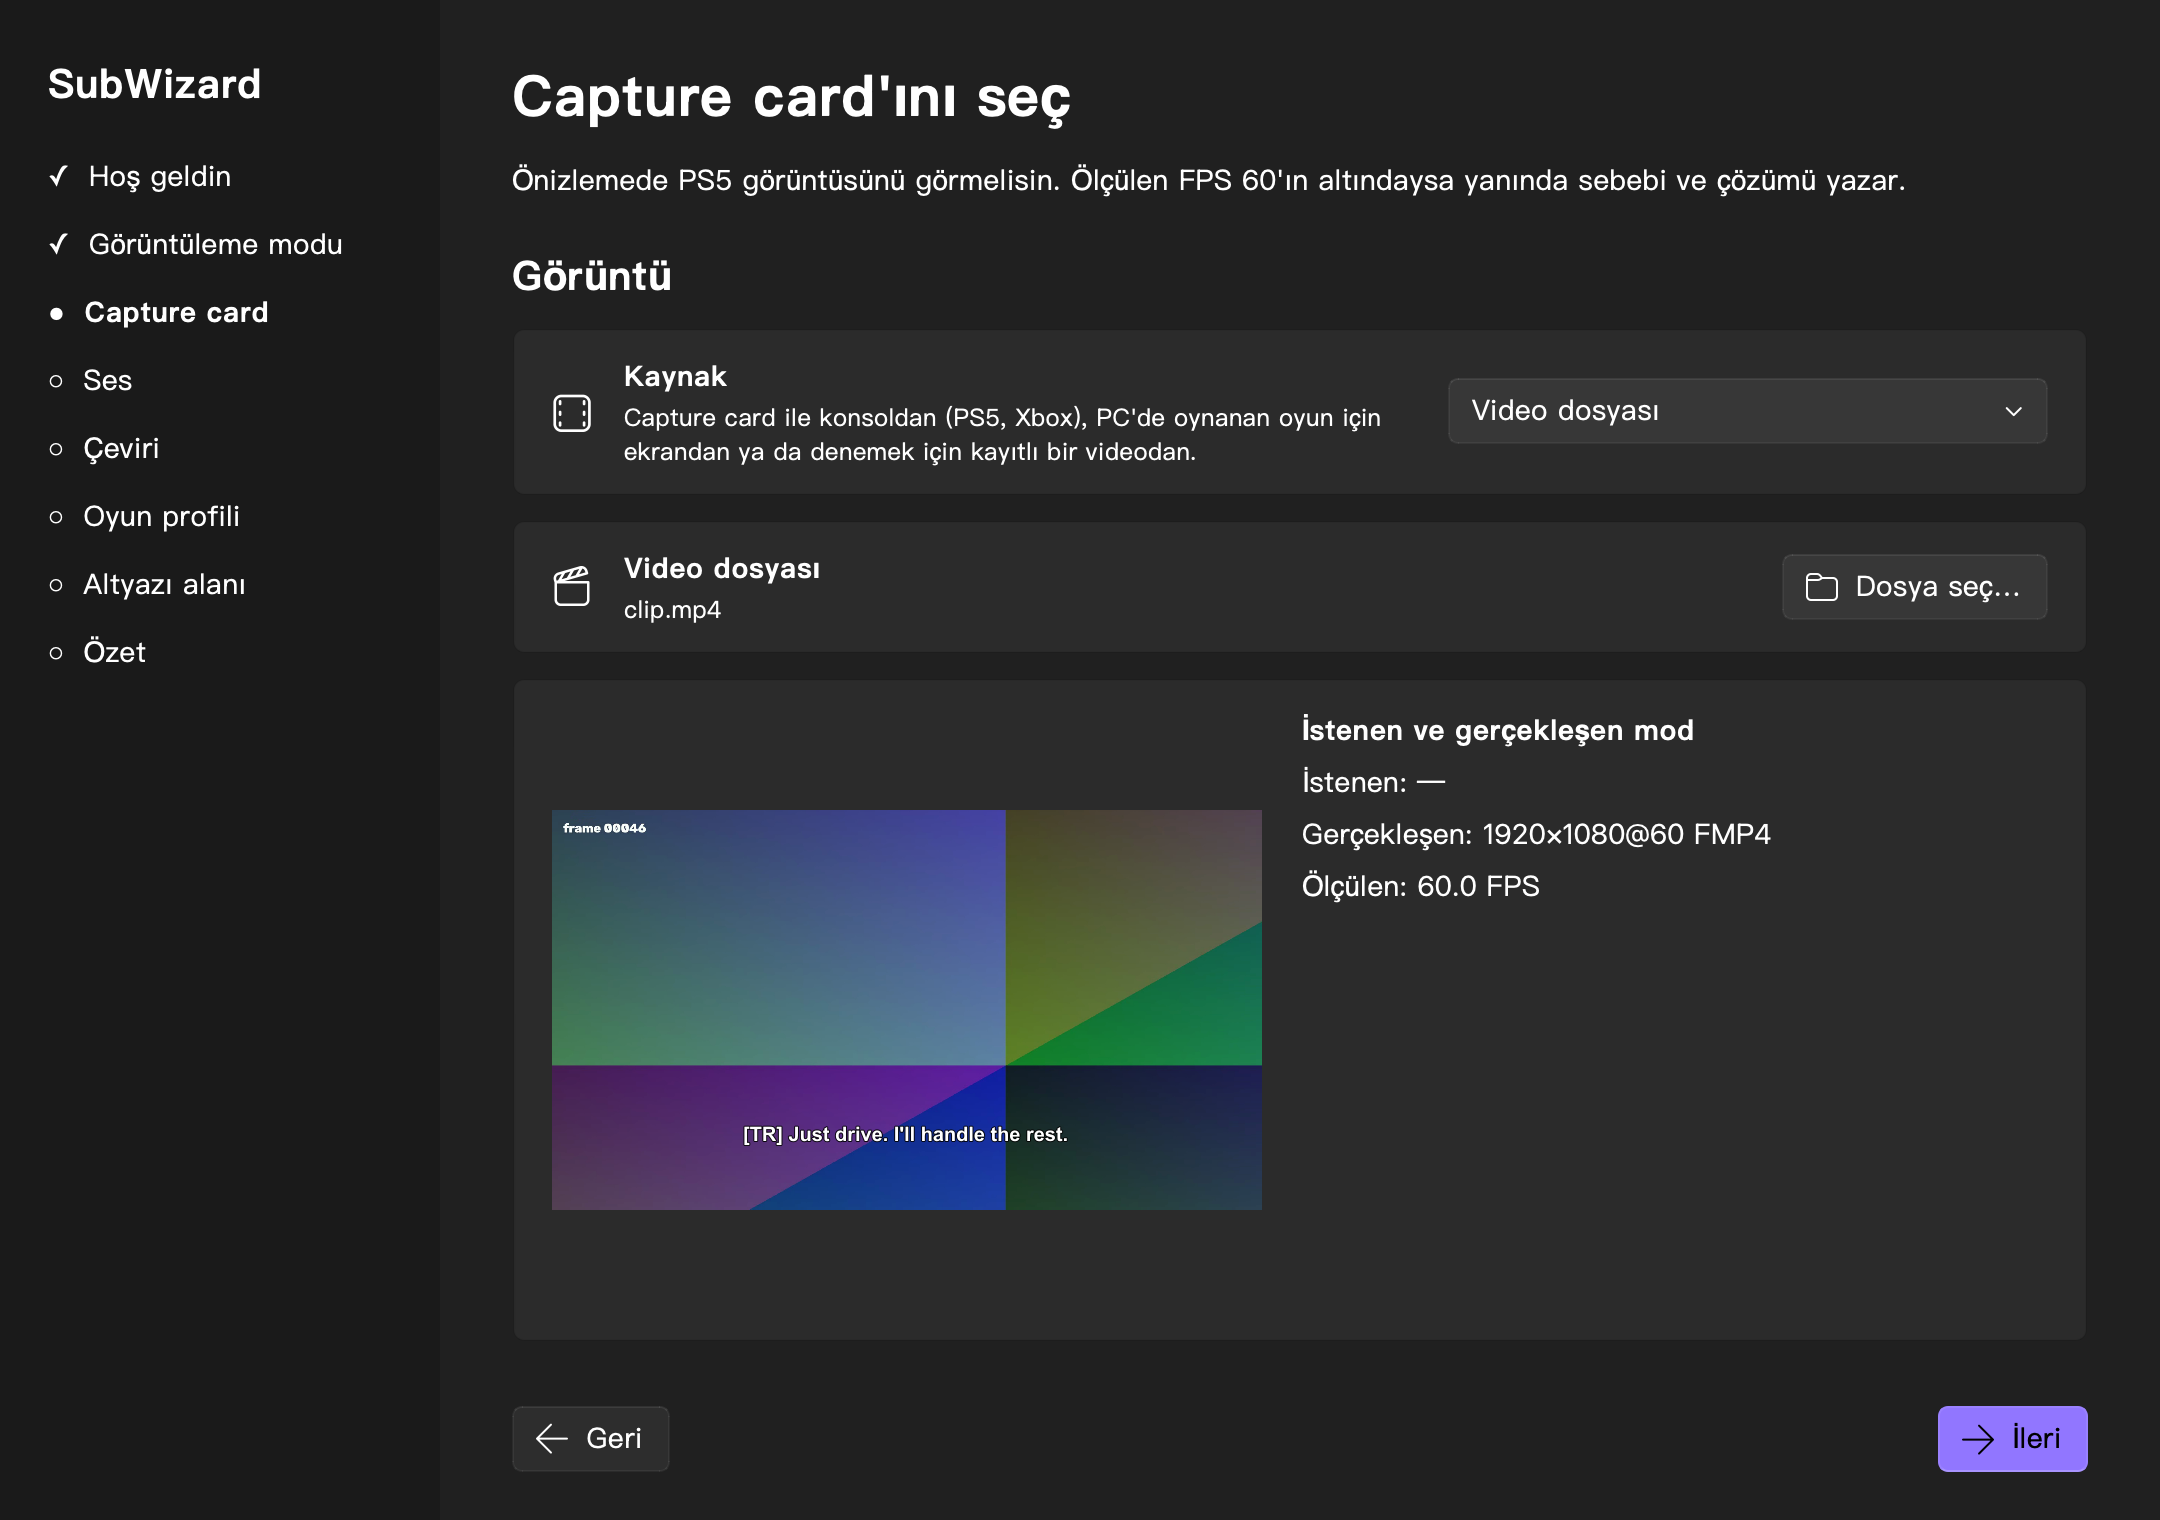 SubWizard
✓ Hoş geldin
✓ Görüntüleme modu
● Capture card
○ Ses
○ Çeviri
○ Oyun profili
○ Altyazı alanı
○ Özet
Capture card'ını seç
Önizlemede PS5 görüntüsünü görmelisin. Ölçülen FPS 60'ın altındaysa yanında sebebi ve çözümü yazar.
Görüntü
Kaynak
Capture card ile konsoldan (PS5, Xbox), PC'de oynanan oyun için
ekrandan ya da denemek için kayıtlı bir videodan.
Video dosyası
Video dosyası
clip.mp4
Dosya seç...
frame 00046
[TR] Just drive. I'll handle the rest.
İstenen ve gerçekleşen mod
İstenen: —
Gerçekleşen: 1920×1080@60 FMP4
Ölçülen: 60.0 FPS
Geri
İleri